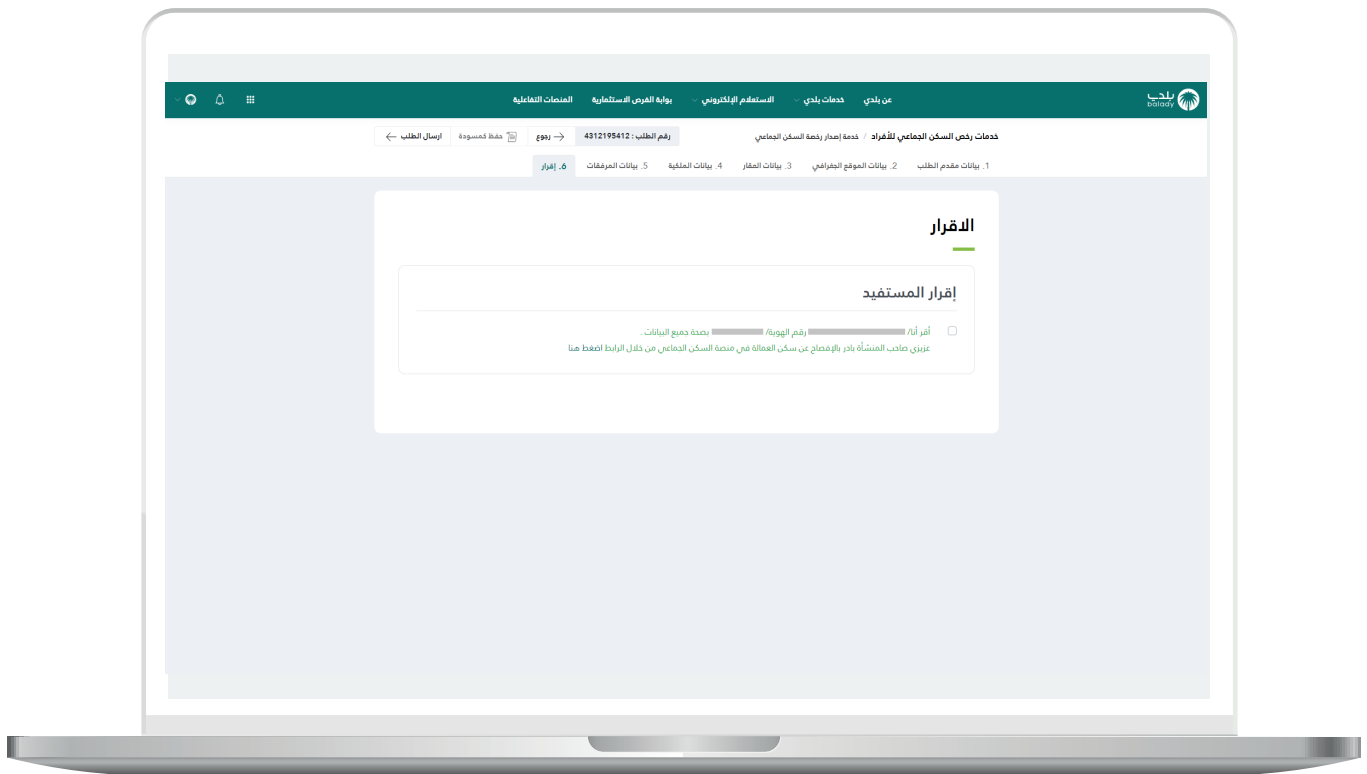 بلدي
balady
عن بلدي
خدمات بلدي
الاستعلام الإلكتروني
بوابة الفرص الاستثمارية
المنصات التفاعلية
خدمات رخص السكن الجماعي للأفراد / خدمة إصدار رخصة السكن الجماعي
رقم الطلب : 4312195412
رجوع
حفظ كمسودة
ارسال الطلب
1. بيانات مقدم الطلب
2. بيانات الموقع الجغرافي
3. بيانات العقار
4. بيانات الملكية
5. بيانات المرفقات
6. إقرار
الاقرار
إقرار المستفيد
أقر أنا/ رقم الهوية/ بصحة جميع البيانات .
عزيزي صاحب المنشأة بادر بالإفصاح عن سكن العمالة في منصة السكن الجماعي من خلال الرابط اضغط هنا